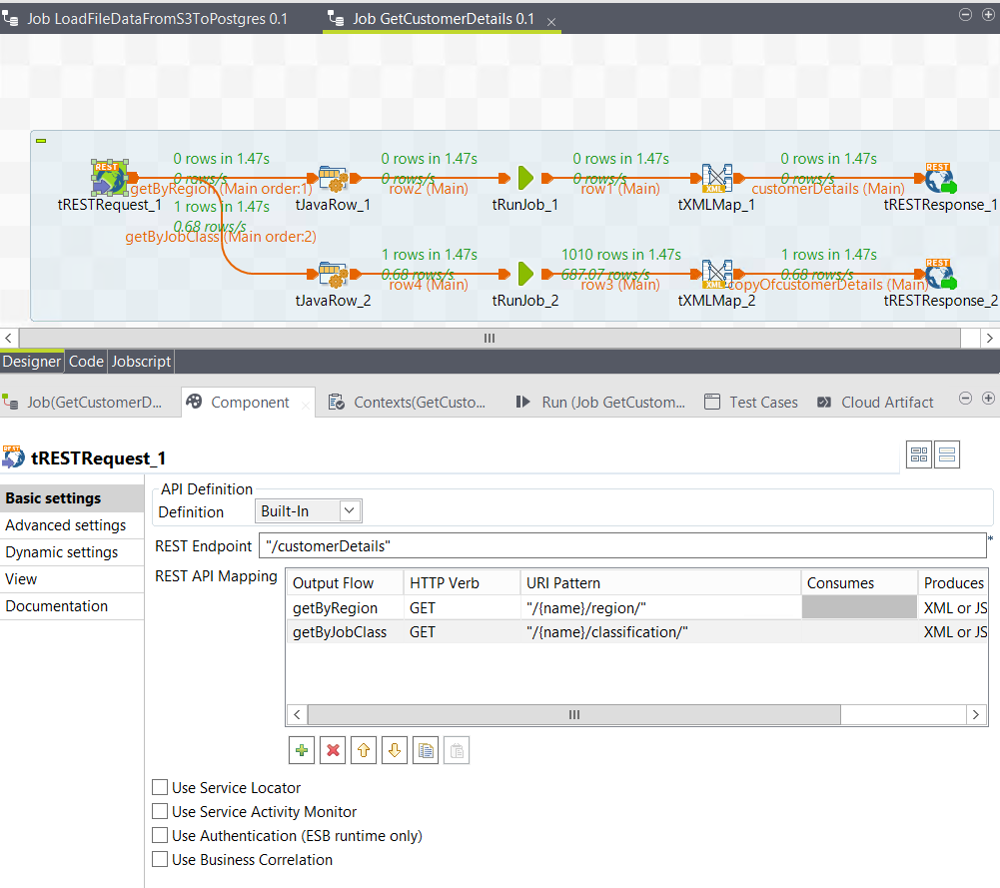 Job LoadFileDataFromS3ToPostgres 0.1 Job GetCustomerDetails 0.1
0 rows in 1.47s 0 rows in 1.47s 0 rows in 1.47s 0 rows in 1.47s
0 rows/s 0 rows/s 0 rows/s 0 rows/s
getByRegion (Main order:1) row2 (Main) row1 (Main) customerDetails (Main)
tRESTRequest_1 tJavaRow_1 tRunJob_1 tXMLMap_1 tRESTResponse_1
1 rows in 1.47s
0.68 rows/s
getByJobClass (Main order:2)
1 rows in 1.47s 1010 rows in 1.47s 1 rows in 1.47s
0.68 rows/s 687.07 rows/s 0.68 rows/s
row4 (Main) row3 (Main) copyOfcustomerDetails (Main)
tJavaRow_2 tRunJob_2 tXMLMap_2 tRESTResponse_2
Designer Code Jobscript
Job(GetCustomerD... Component Contexts(GetCusto... Run (Job GetCustom... Test Cases Cloud Artifact
tRESTRequest_1
Basic settings
Advanced settings
Dynamic settings
View
Documentation
API Definition
Definition Built-In
REST Endpoint "/customerDetails" *
REST API Mapping
Output Flow HTTP Verb URI Pattern Consumes Produces
getByRegion GET "/{name}/region/" XML or JS
getByJobClass GET "/{name}/classification/" XML or JS
Use Service Locator
Use Service Activity Monitor
Use Authentication (ESB runtime only)
Use Business Correlation